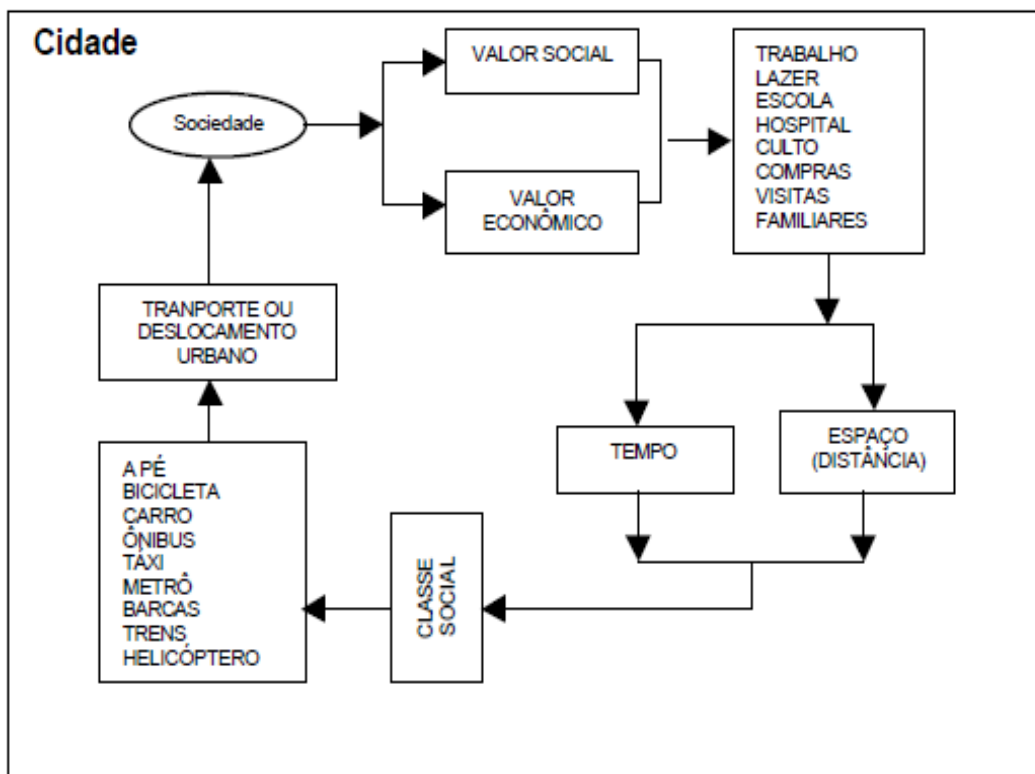 Cidade
Sociedade
VALOR SOCIAL
VALOR
ECONÔMICO
TRABALHO
LAZER
ESCOLA
HOSPITAL
CULTO
COMPRAS
VISITAS
FAMILIARES
TEMPO
ESPAÇO
(DISTÂNCIA)
CLASSE
SOCIAL
A PÉ
BICICLETA
CARRO
ÔNIBUS
TÁXI
METRÔ
BARCAS
TRENS
HELICÓPTERO
TRANPORTE OU
DESLOCAMENTO
URBANO